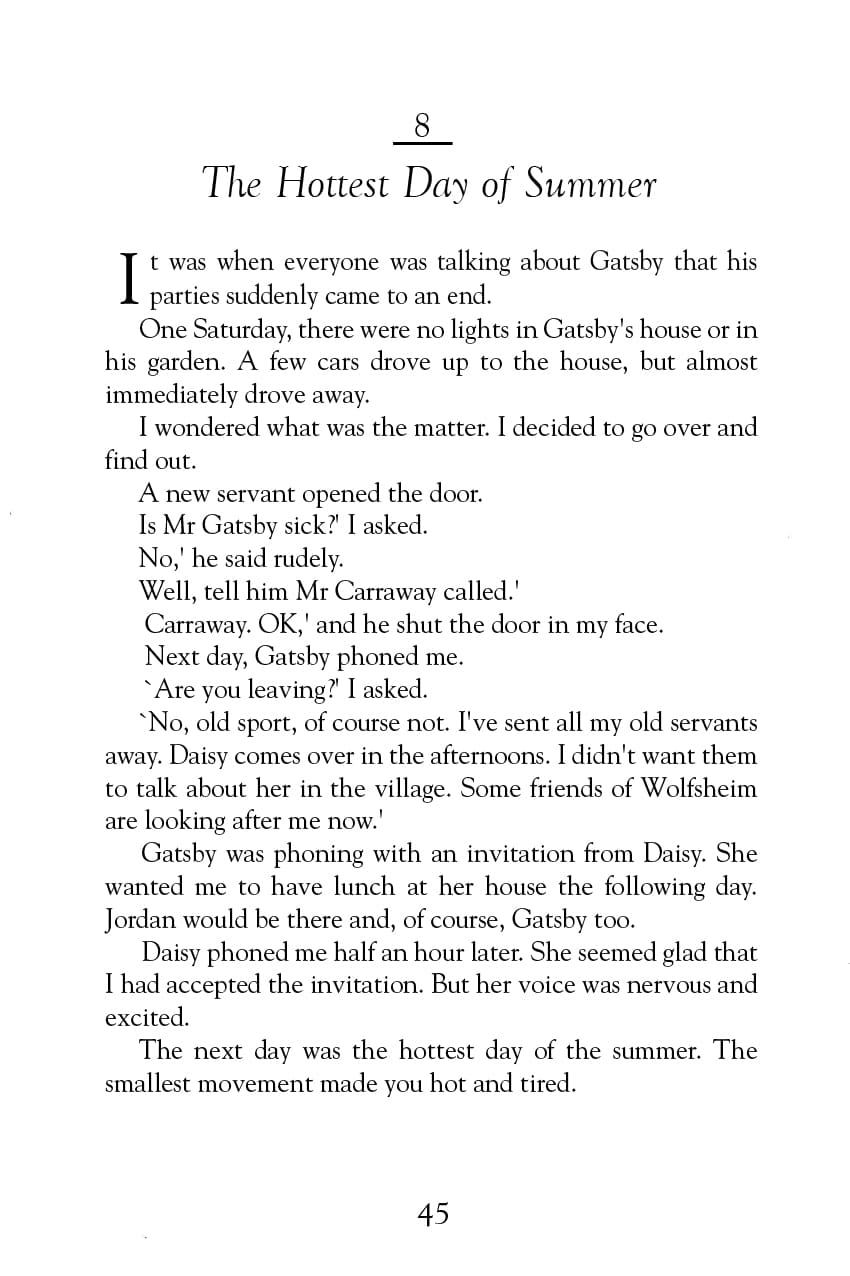 8
The Hottest Day of Summer
It was when everyone was talking about Gatsby that his
parties suddenly came to an end.
One Saturday, there were no lights in Gatsby's house or in
his garden. A few cars drove up to the house, but almost
immediately drove away.
I wondered what was the matter. I decided to go over and
find out.
A new servant opened the door.
Is Mr Gatsby sick?' I asked.
No,' he said rudely.
Well, tell him Mr Carraway called.'
Carraway. OK,' and he shut the door in my face.
Next day, Gatsby phoned me.
`Are you leaving?' I asked.
`No, old sport, of course not. I've sent all my old servants
away. Daisy comes over in the afternoons. I didn't want them
to talk about her in the village. Some friends of Wolfsheim
are looking after me now.'
Gatsby was phoning with an invitation from Daisy. She
wanted me to have lunch at her house the following day.
Jordan would be there and, of course, Gatsby too.
Daisy phoned me half an hour later. She seemed glad that
I had accepted the invitation. But her voice was nervous and
excited.
The next day was the hottest day of the summer. The
smallest movement made you hot and tired.
45